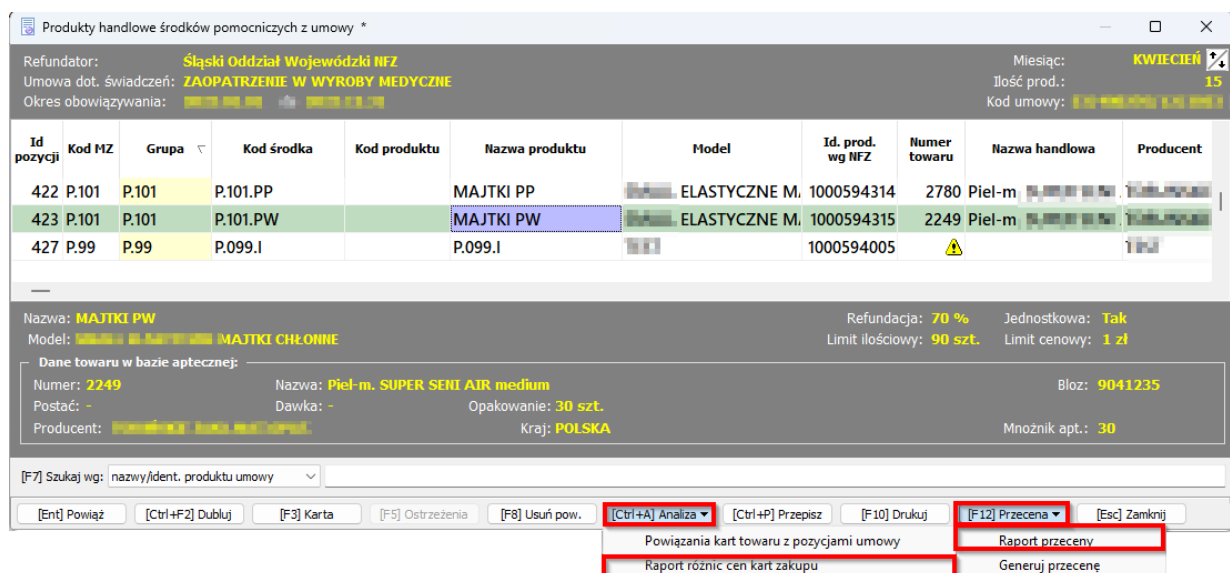 Produkty handlowe środków pomocniczych z umowy *
Refundator: Śląski Oddział Wojewódzki NFZ Miesiąc: KWIECIEŃ
Umowa dot. świadczeń: ZAOPATRZENIE W WYROBY MEDYCZNE Ilość prod.: 15
Okres obowiązywania: Kod umowy:
Id pozycji Kod MZ Grupa Kod środka Kod produktu Nazwa produktu Model Id. prod. wg NFZ Numer towaru Nazwa handlowa Producent
422 P.101 P.101 P.101.PP MAJTKI PP ELASTYCZNE M 1000594314 2780 Piel-m
423 P.101 P.101 P.101.PW MAJTKI PW ELASTYCZNE M 1000594315 2249 Piel-m
427 P.99 P.99 P.099.I P.099.I 1000594005
Nazwa: MAJTKI PW Refundacja: 70 % Jednostkowa: Tak
Model: MAJTKI CHŁONNE Limit ilościowy: 90 szt. Limit cenowy: 1 zł
Dane towaru w bazie aptecznej:
Numer: 2249 Nazwa: Piel-m. SUPER SENI AIR medium Bloz: 9041235
Postać: - Dawka: - Opakowanie: 30 szt.
Producent: Kraj: POLSKA Mnożnik apt.: 30
[F7] Szukaj wg: nazwy/ident. produktu umowy
[Ent] Powiąż [Ctrl+F2] Dubluj [F3] Karta [F5] Ostrzeżenia [F8] Usuń pow. [Ctrl+A] Analiza [Ctrl+P] Przepisz [F10] Drukuj [F12] Przecena [Esc] Zamknij
Powiązania kart towaru z pozycjami umowy Raport przeceny
Raport różnic cen kart zakupu Generuj przecenę